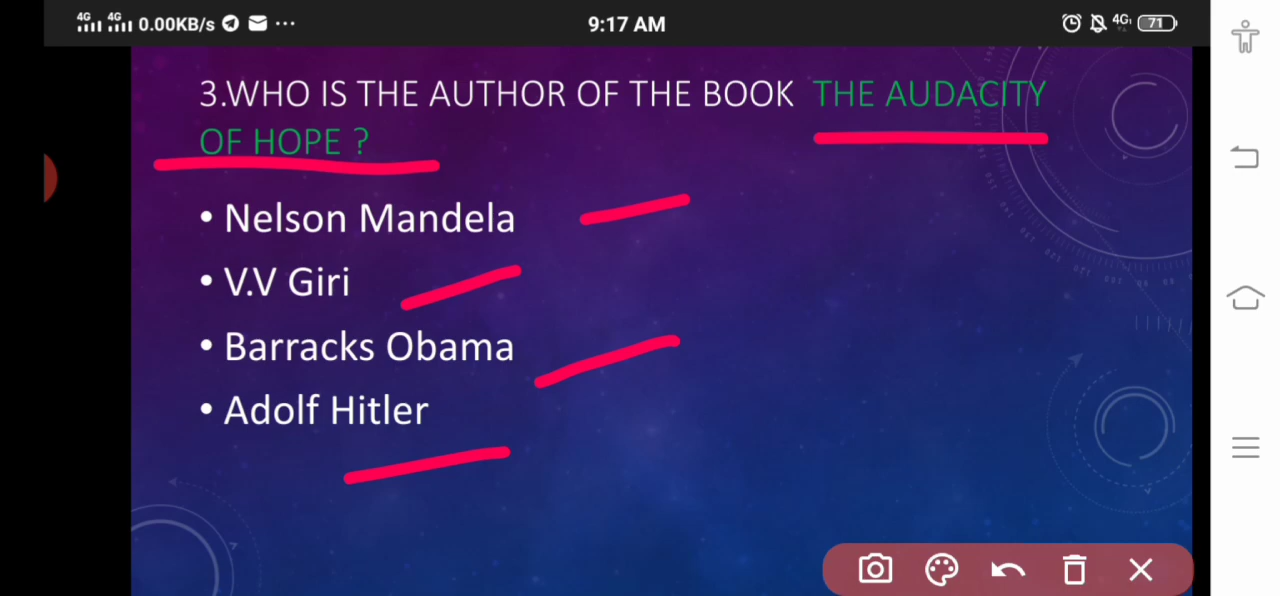 4G 4G 0.00KB/s ... 9:17 AM 4G 71
3.WHO IS THE AUTHOR OF THE BOOK THE AUDACITY
OF HOPE ?
• Nelson Mandela
• V.V Giri
• Barracks Obama
• Adolf Hitler